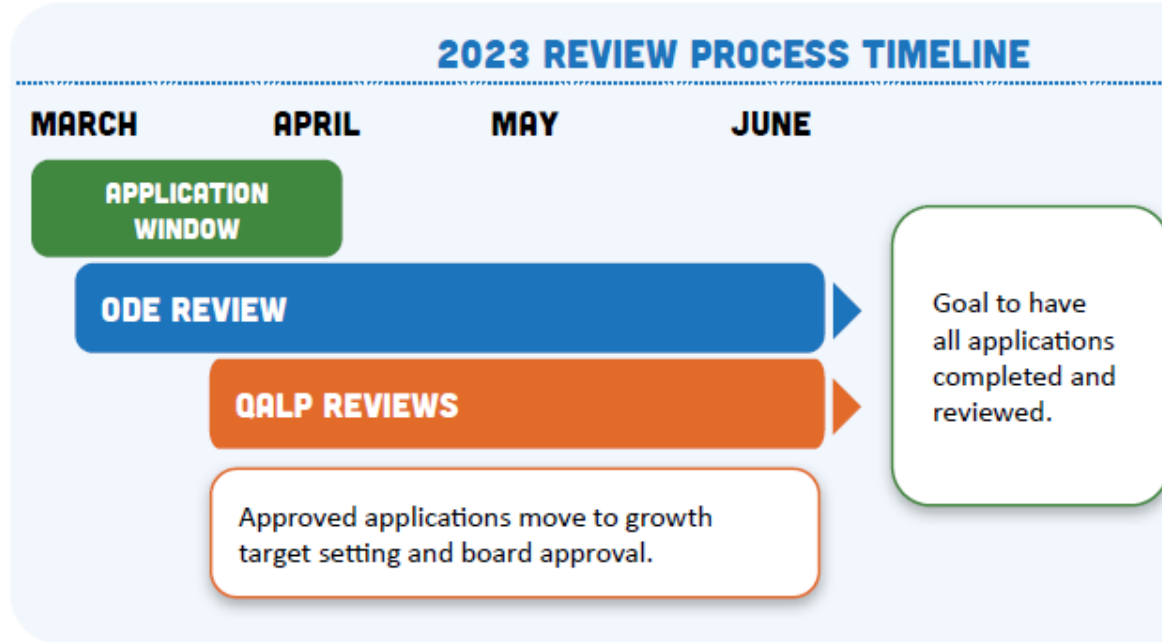 2023 REVIEW PROCESS TIMELINE
MARCH APRIL MAY JUNE
APPLICATION
WINDOW
ODE REVIEW
QALP REVIEWS
Approved applications move to growth
target setting and board approval.
Goal to have
all applications
completed and
reviewed.